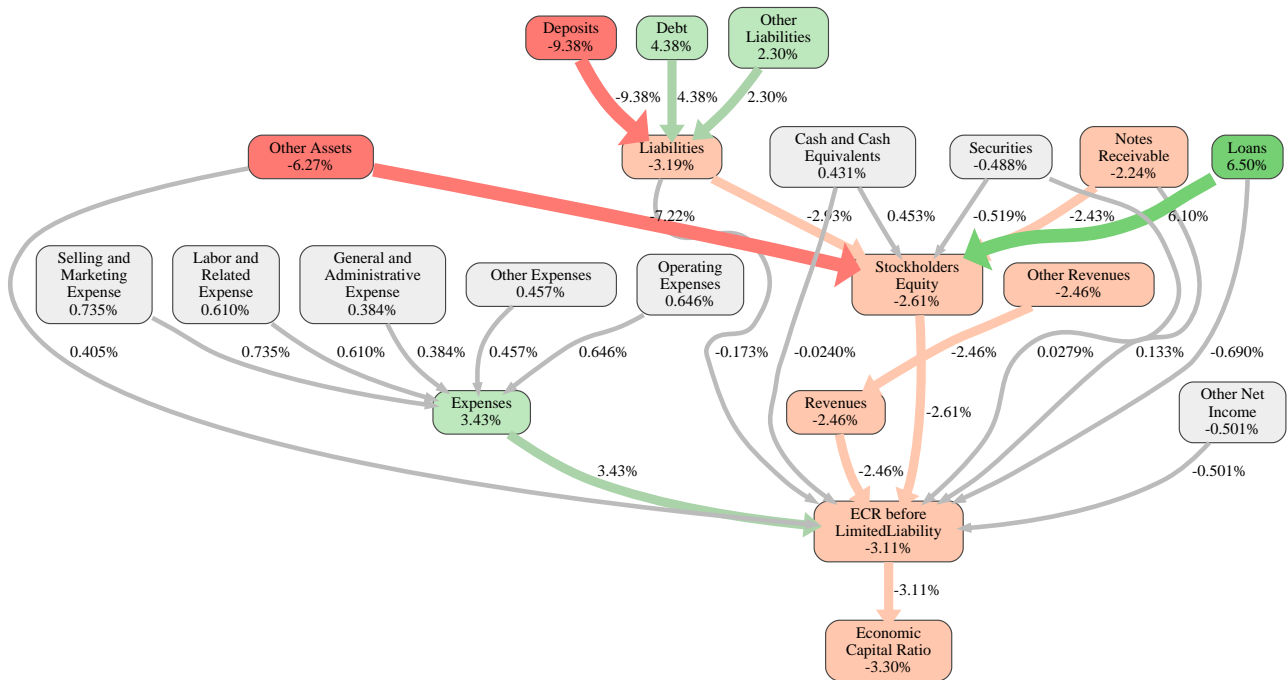 Deposits
-9.38%
Debt
4.38%
Other
Liabilities
2.30%
-9.38%
4.38%
2.30%
Other Assets
-6.27%
Liabilities
-3.19%
Cash and Cash
Equivalents
0.431%
Securities
-0.488%
Notes
Receivable
-2.24%
Loans
6.50%
-7.22%
-2.93%
0.453%
-0.519%
-2.43%
6.10%
Selling and
Marketing
Expense
0.735%
Labor and
Related
Expense
0.610%
General and
Administrative
Expense
0.384%
Other Expenses
0.457%
Operating
Expenses
0.646%
Stockholders
Equity
-2.61%
Other Revenues
-2.46%
0.405%
0.735%
0.610%
0.384%
0.457%
0.646%
-0.173%
-0.0240%
-2.46%
0.0279%
0.133%
-0.690%
Expenses
3.43%
Revenues
-2.46%
-2.61%
Other Net
Income
-0.501%
3.43%
-2.46%
-0.501%
ECR before
LimitedLiability
-3.11%
-3.11%
Economic
Capital Ratio
-3.30%